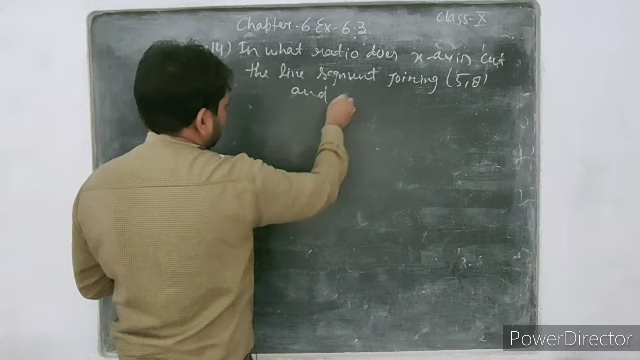 Chapter-6 Ex-6.3
Class-X
14) In what ratio does x-axis cut
the line segment joining (5,8)
and
PowerDirector